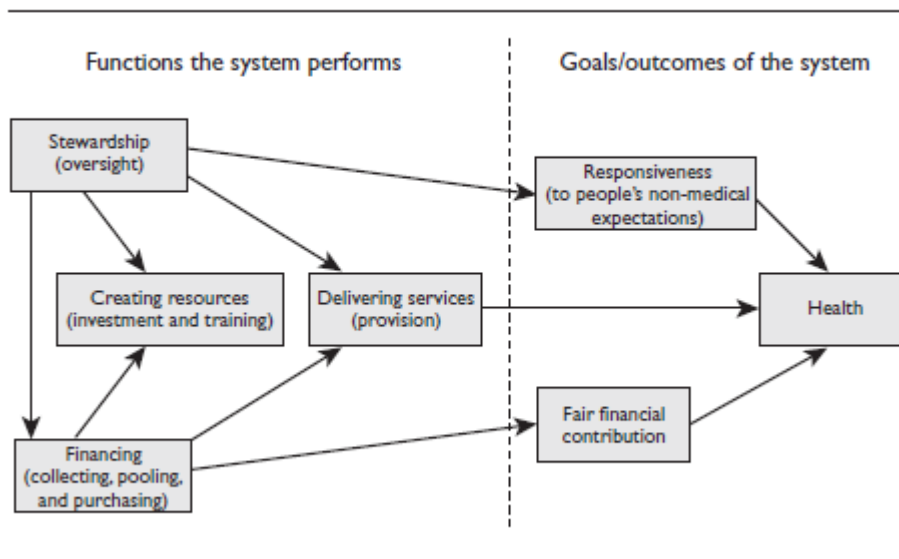 Functions the system performs
Goals/outcomes of the system
Stewardship
(oversight)
Responsiveness
(to people's non-medical
expectations)
Creating resources
(investment and training)
Delivering services
(provision)
Health
Fair financial
contribution
Financing
(collecting, pooling,
and purchasing)